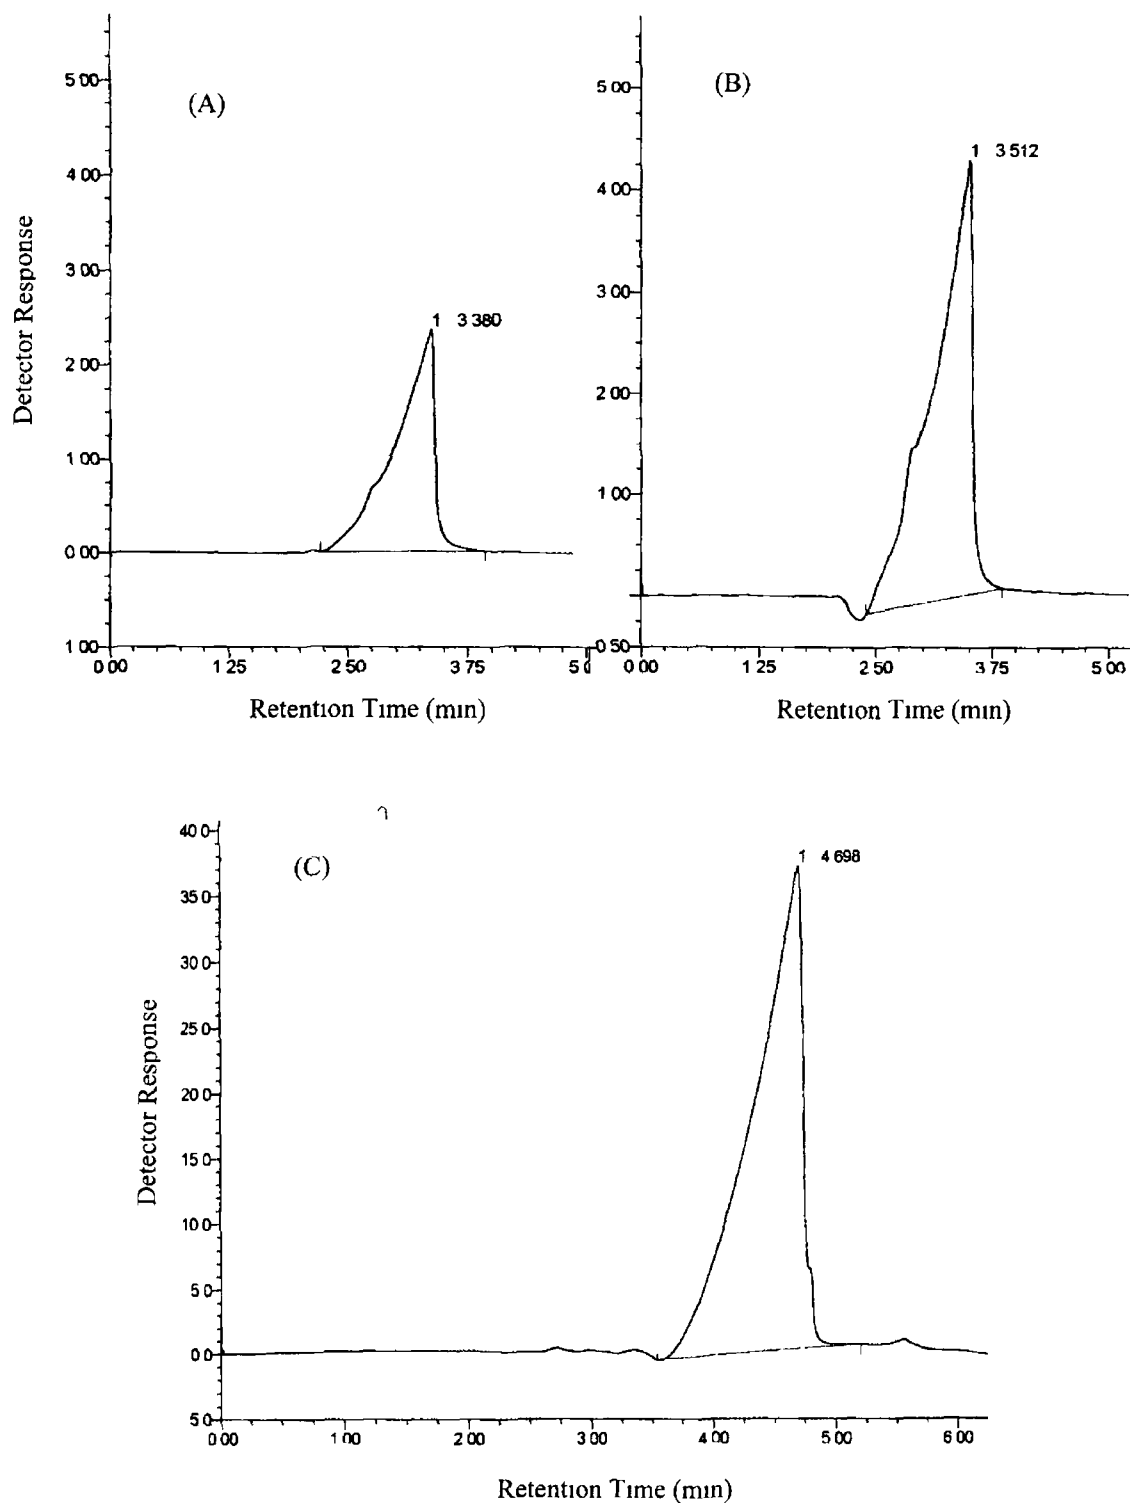 (A)
5 00
4 00
3 00
2 00
1 00
0 00
1 00
1 3 380
0 00 1 25 2 50 3 75 5 0
Detector Response
Retention Time (min)
(B)
5 00
4 00
3 00
2 00
1 00
0 50
1 3 512
0 00 1 25 2 50 3 75 5 00
Retention Time (min)
(C)
40 0
35 0
30 0
25 0
20 0
15 0
10 0
5 0
0 0
5 0
1 4 698
0 00 1 00 2 00 3 00 4 00 5 00 6 00
Detector Response
Retention Time (min)